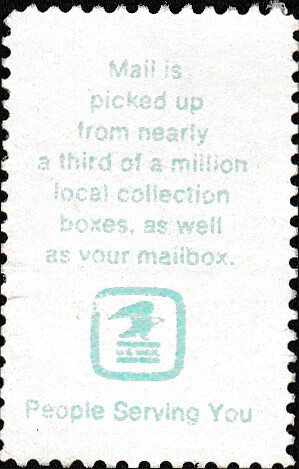 Mail is
picked up
from nearly
a third of a million
local collection
boxes, as well
as your mailbox.
U.S. MAIL
People Serving You